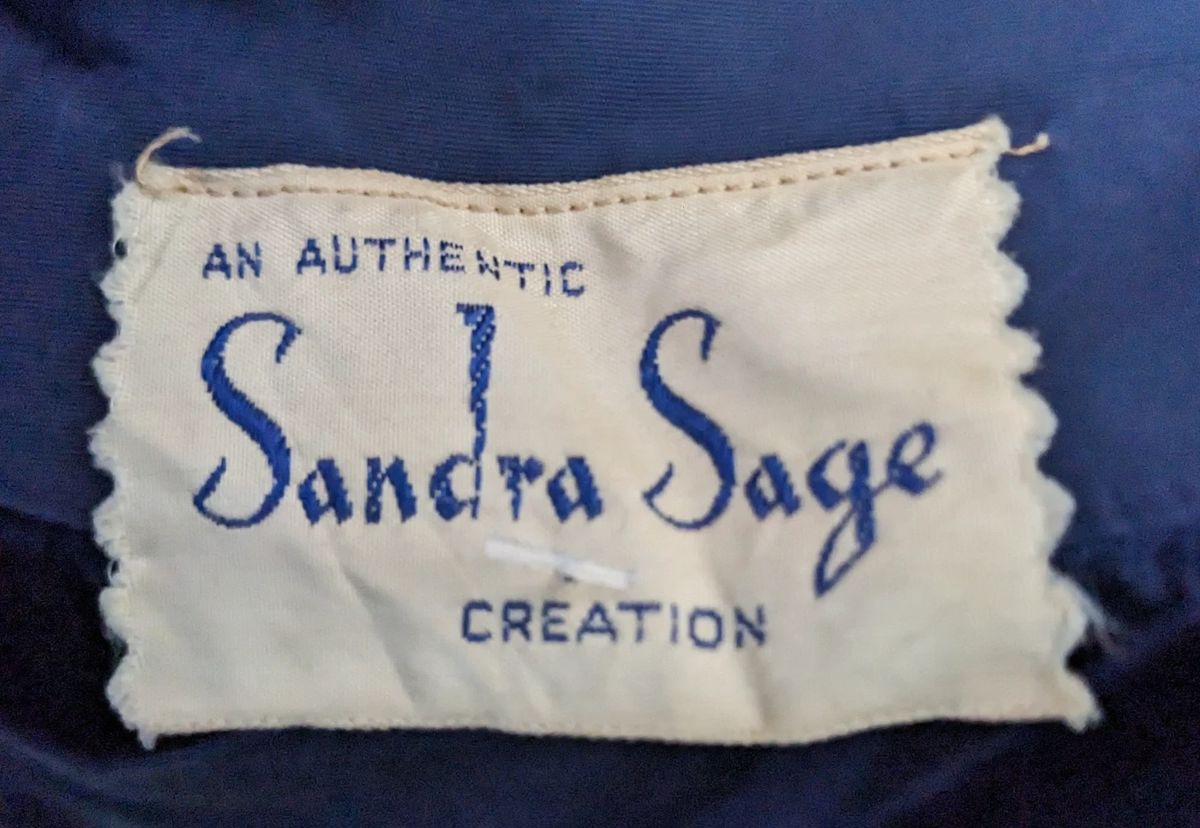 AN AUTHENTIC
Sandra Sage
CREATION